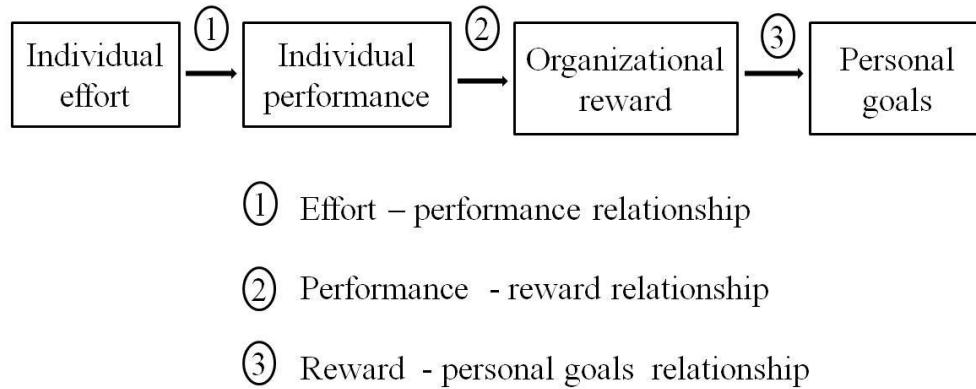 ①
②
③
Individual
effort
Individual
performance
Organizational
reward
Personal
goals
① Effort – performance relationship
② Performance - reward relationship
③ Reward - personal goals relationship